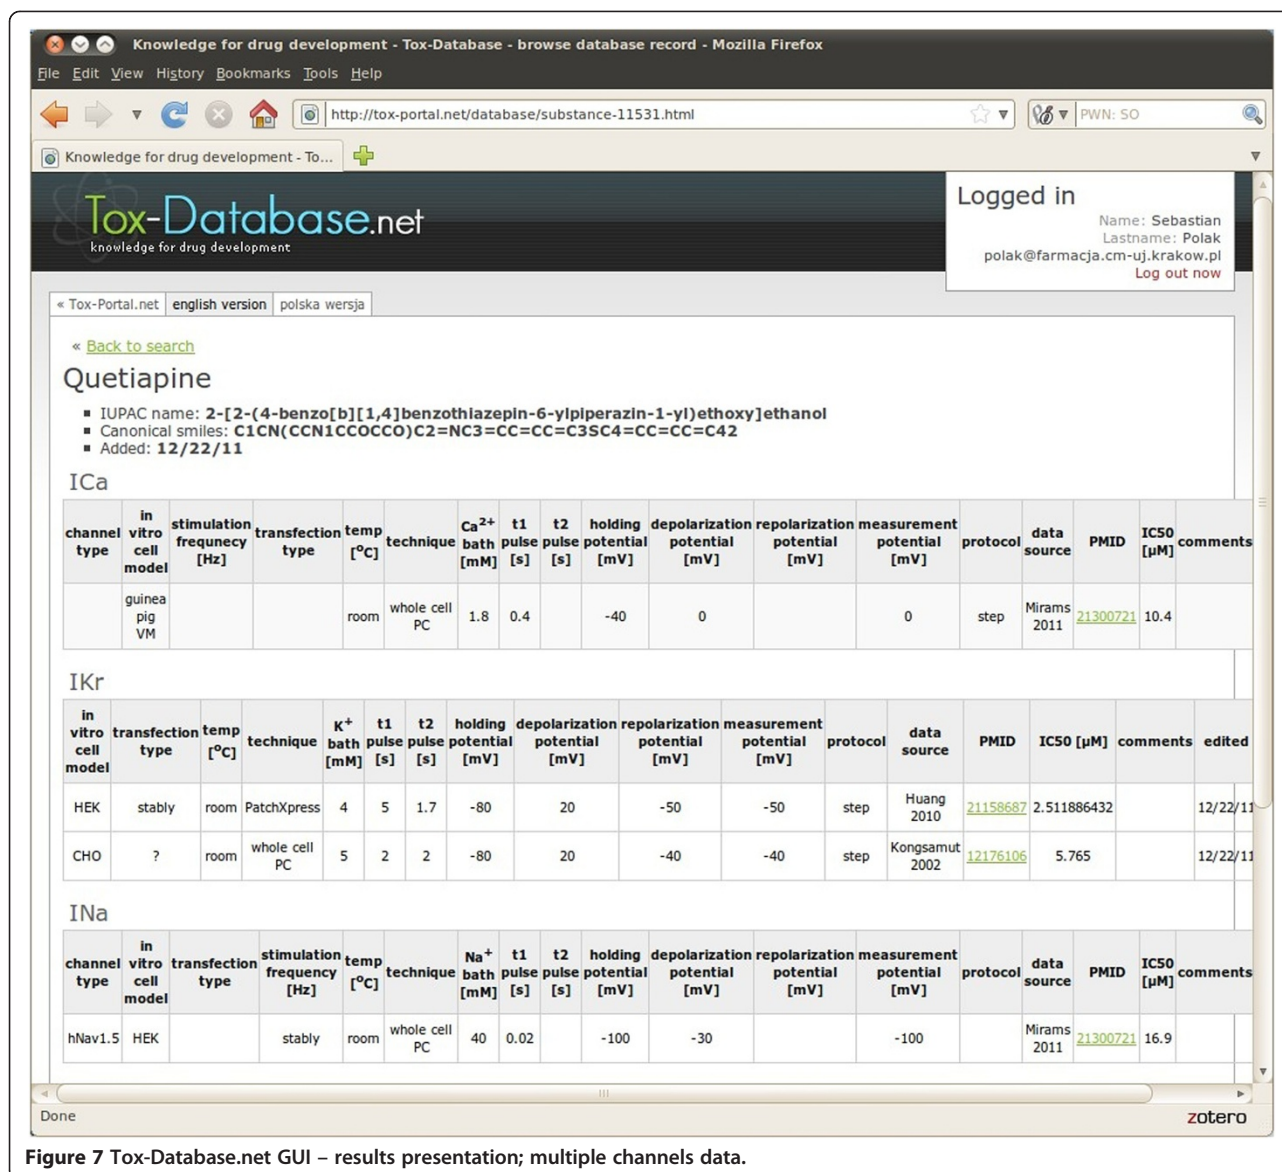 Knowledge for drug development - Tox-Database - browse database record - Mozilla Firefox
File Edit View History Bookmarks Tools Help
http://tox-portal.net/database/substance-11531.html PWN: SO
Knowledge for drug development - To...
Tox-Database.net
knowledge for drug development
Logged in
Name: Sebastian
Lastname: Polak
polak@farmacja.cm-uj.krakow.pl
Log out now
« Tox-Portal.net english version polska wersja
« Back to search
Quetiapine
IUPAC name: 2-[2-(4-benzo[b][1,4]benzothiazepin-6-ylpiperazin-1-yl)ethoxy]ethanol
Canonical smiles: C1CN(CCN1CCOCCO)C2=NC3=CC=CC=C3SC4=CC=CC=C42
Added: 12/22/11
ICa
channel type in vitro cell model stimulation frequnecy [Hz] transfection type temp [°C] technique Ca2+ bath [mM] t1 pulse [s] t2 pulse [s] holding potential [mV] depolarization potential [mV] repolarization potential [mV] measurement potential [mV] protocol data source PMID IC50 [µM] comments
guinea pig VM room whole cell PC 1.8 0.4 -40 0 0 step Mirams 2011 21300721 10.4
IKr
in vitro cell model transfection type temp [°C] technique K+ bath [mM] t1 pulse [s] t2 pulse [s] holding potential [mV] depolarization potential [mV] repolarization potential [mV] measurement potential [mV] protocol data source PMID IC50 [µM] comments edited
HEK stably room PatchXpress 4 5 1.7 -80 20 -50 -50 step Huang 2010 21158687 2.511886432 12/22/11
CHO ? room whole cell PC 5 2 2 -80 20 -40 -40 step Kongsamut 2002 12176106 5.765 12/22/11
INa
channel type in vitro cell model transfection type stimulation frequency [Hz] temp [°C] technique Na+ bath [mM] t1 pulse [s] t2 pulse [s] holding potential [mV] depolarization potential [mV] repolarization potential [mV] measurement potential [mV] protocol data source PMID IC50 [µM] comments
hNav1.5 HEK stably room whole cell PC 40 0.02 -100 -30 -100 Mirams 2011 21300721 16.9
Done zotero
Figure 7 Tox-Database.net GUI – results presentation; multiple channels data.